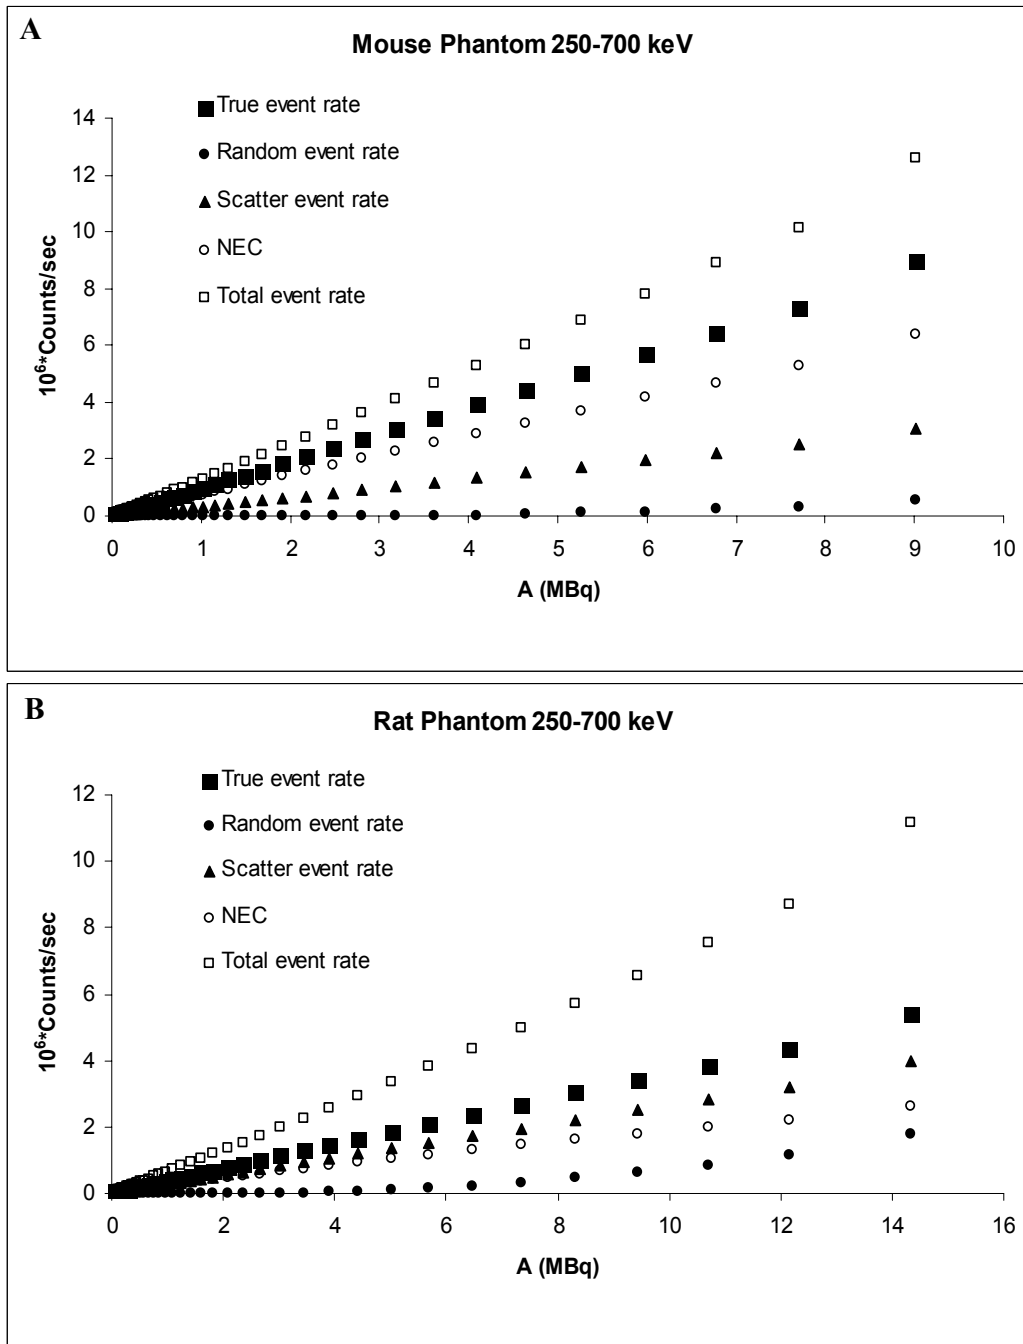 A
Mouse Phantom 250-700 keV
True event rate
Random event rate
Scatter event rate
NEC
Total event rate
14
12
10
8
6
4
2
0
10⁶*Counts/sec
0 1 2 3 4 5 6 7 8 9 10
A (MBq)
B
Rat Phantom 250-700 keV
True event rate
Random event rate
Scatter event rate
NEC
Total event rate
12
10
8
6
4
2
0
10⁶*Counts/sec
0 2 4 6 8 10 12 14 16
A (MBq)